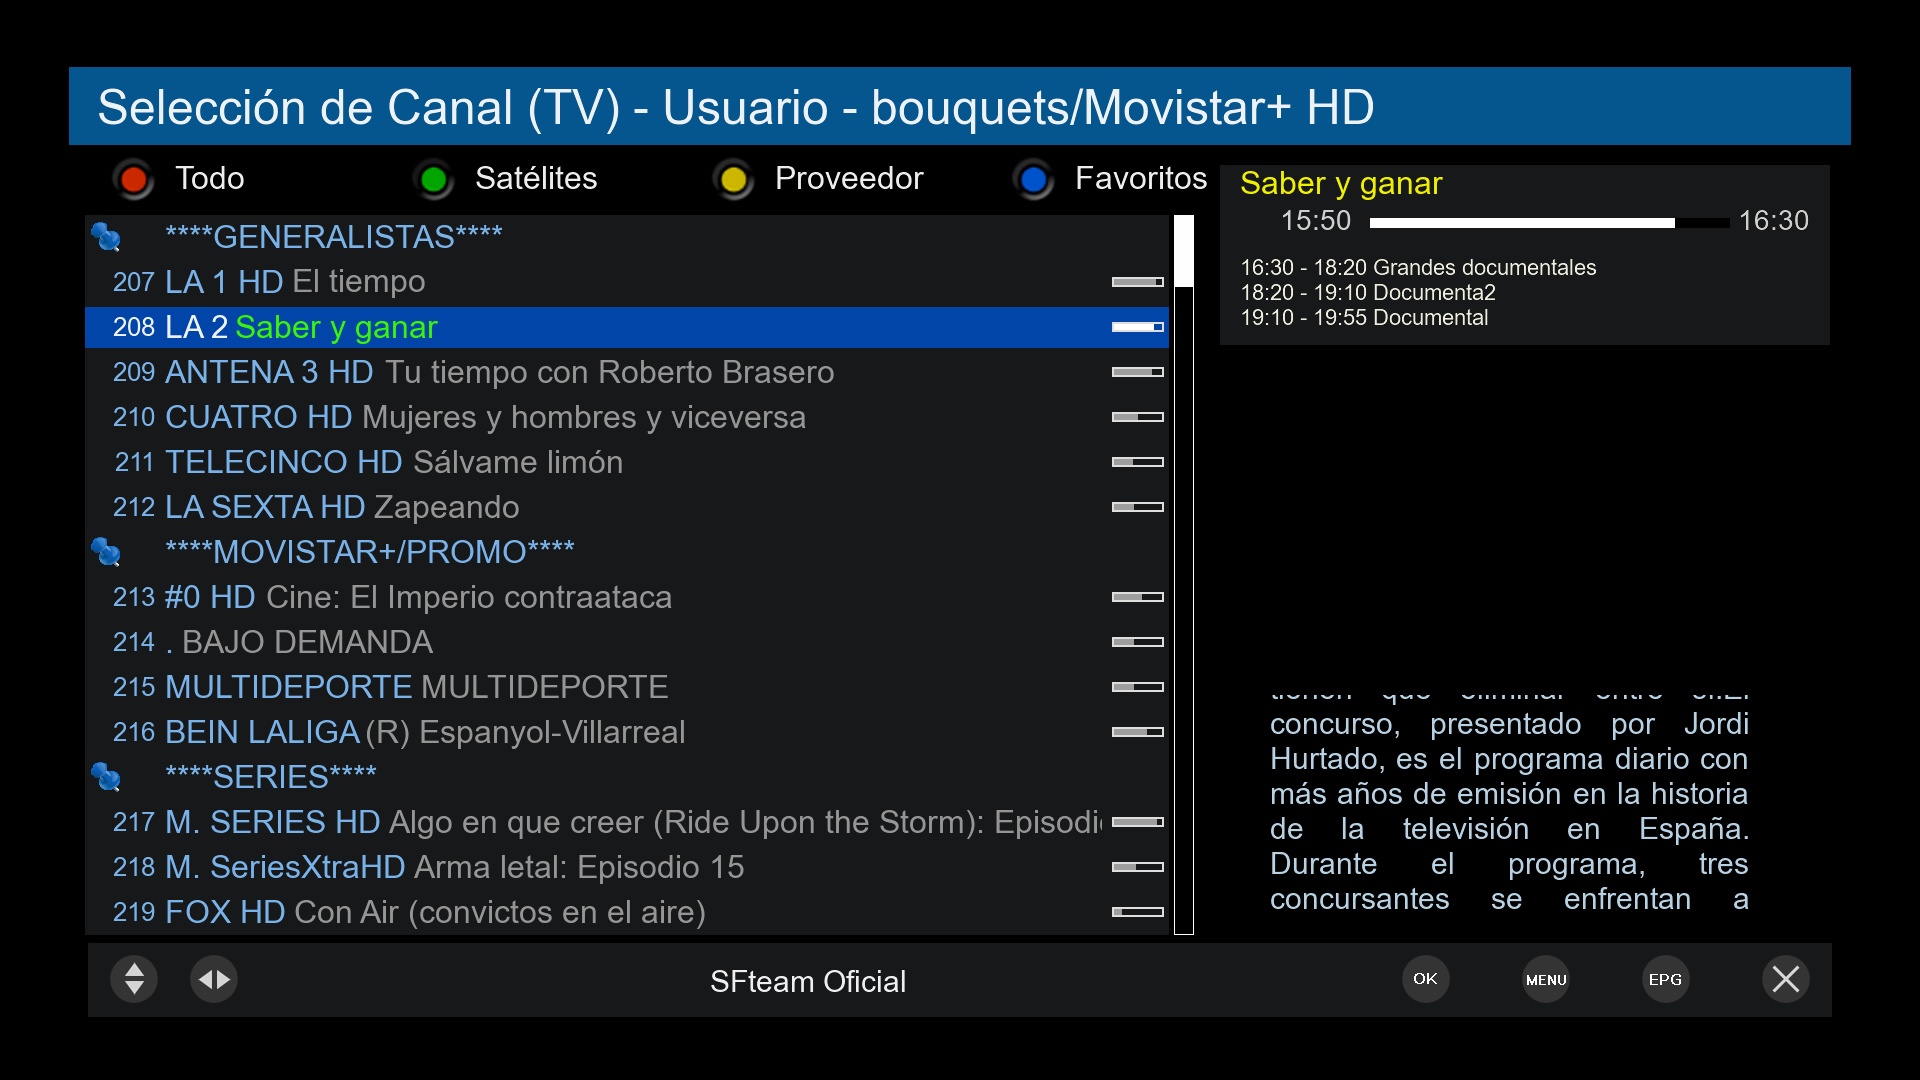 Selección de Canal (TV) - Usuario - bouquets/Movistar+ HD
Todo
Satélites
Proveedor
Favoritos
****GENERALISTAS****
207 LA 1 HD El tiempo
208 LA 2 Saber y ganar
209 ANTENA 3 HD Tu tiempo con Roberto Brasero
210 CUATRO HD Mujeres y hombres y viceversa
211 TELECINCO HD Sálvame limón
212 LA SEXTA HD Zapeando
****MOVISTAR+/PROMO****
213 #0 HD Cine: El Imperio contraataca
214 . BAJO DEMANDA
215 MULTIDEPORTE MULTIDEPORTE
216 BEIN LALIGA (R) Espanyol-Villarreal
****SERIES****
217 M. SERIES HD Algo en que creer (Ride Upon the Storm): Episodi
218 M. SeriesXtraHD Arma letal: Episodio 15
219 FOX HD Con Air (convictos en el aire)
Saber y ganar
15:50 16:30
16:30 - 18:20 Grandes documentales
18:20 - 19:10 Documenta2
19:10 - 19:55 Documental
tienen que eliminar entre sí.El
concurso, presentado por Jordi
Hurtado, es el programa diario con
más años de emisión en la historia
de la televisión en España.
Durante el programa, tres
concursantes se enfrentan a
SFteam Oficial
OK
MENU
EPG